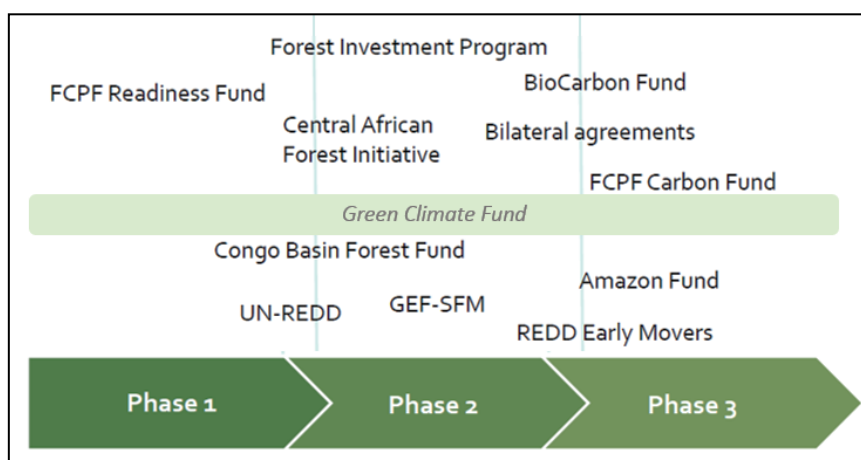 Forest Investment Program
FCPF Readiness Fund
BioCarbon Fund
Central African
Forest Initiative
Bilateral agreements
FCPF Carbon Fund
Green Climate Fund
Congo Basin Forest Fund
Amazon Fund
UN-REDD
GEF-SFM
REDD Early Movers
Phase 1
Phase 2
Phase 3